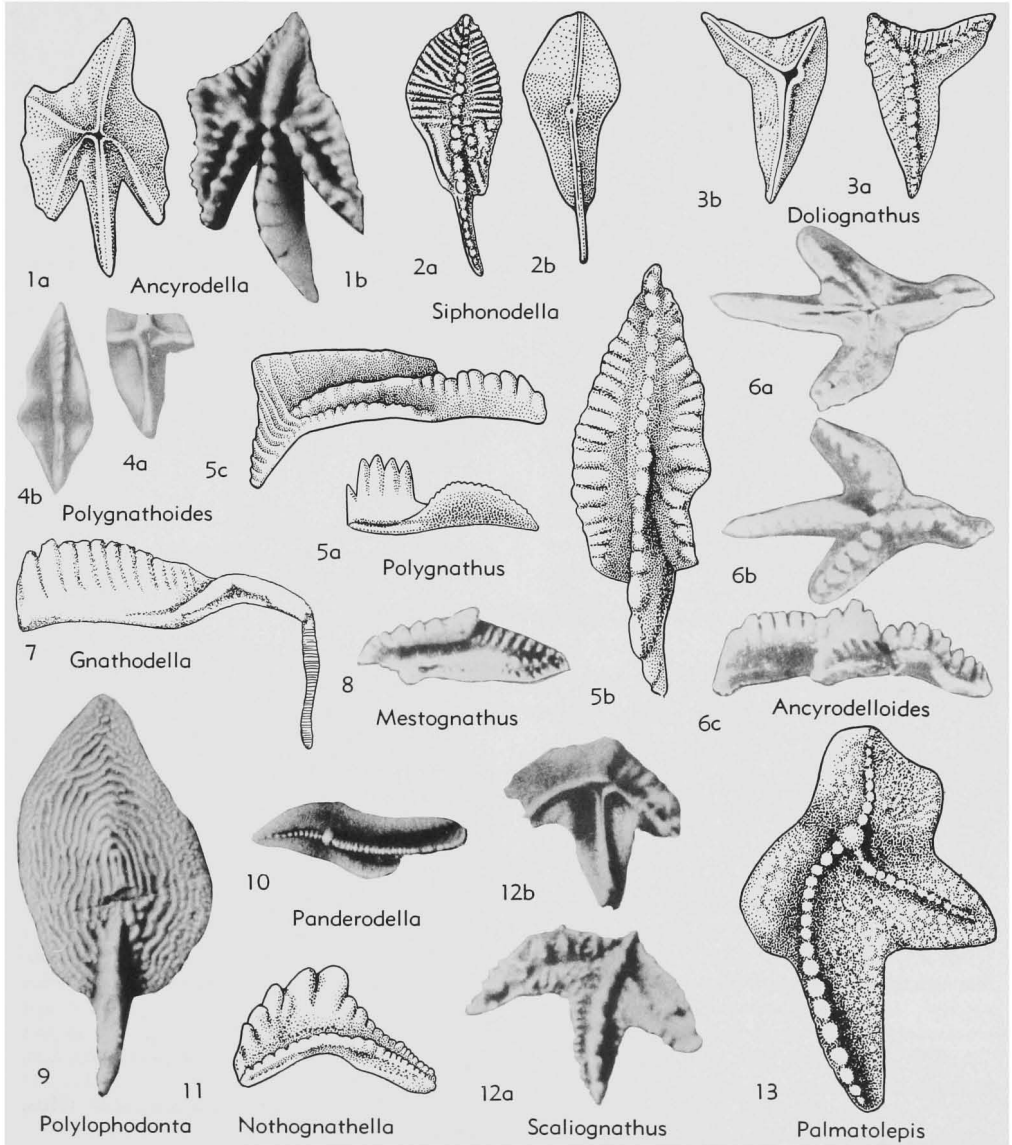 3b
3a
Doliognathus
1a
Ancyrodella
1b
2a
2b
Siphonodella
6a
4b
4a
Polygnathoides
5c
5a
Polygnathus
6b
7
Gnathodella
8
Mestognathus
5b
6c
Ancyrodelloides
10
Panderodella
12b
9
Polylophodonta
11
Nothognathella
12a
Scaliognathus
13
Palmatolepis